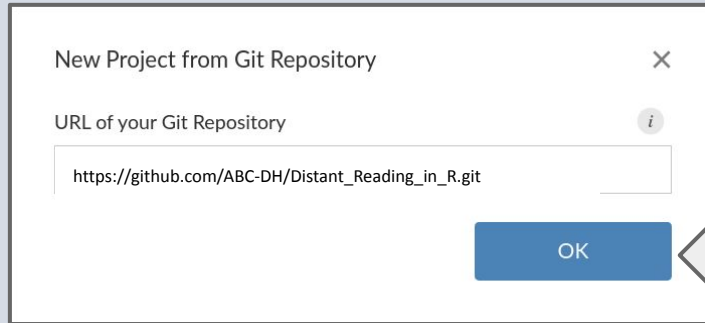 New Project from Git Repository
URL of your Git Repository
i
https://github.com/ABC-DH/Distant_Reading_in_R.git
OK